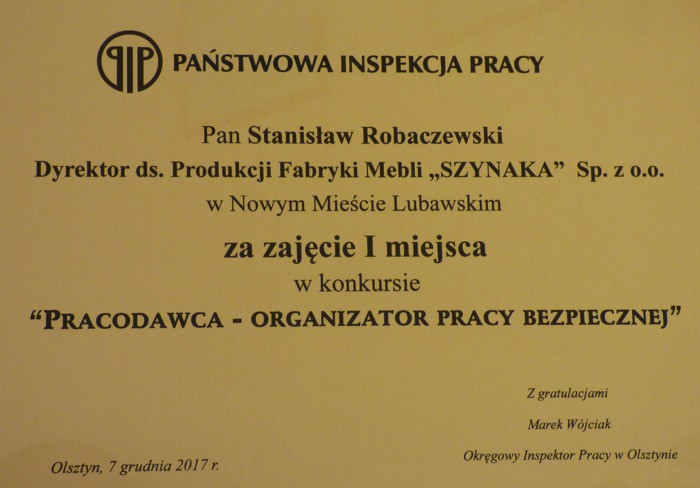 PIP PAŃSTWOWA INSPEKCJA PRACY
Pan Stanisław Robaczewski
Dyrektor ds. Produkcji Fabryki Mebli „SZYNAKA” Sp. z o.o.
w Nowym Mieście Lubawskim
za zajęcie I miejsca
w konkursie
“PRACODAWCA - ORGANIZATOR PRACY BEZPIECZNEJ”
Z gratulacjami
Marek Wójciak
Okręgowy Inspektor Pracy w Olsztynie
Olsztyn, 7 grudnia 2017 r.